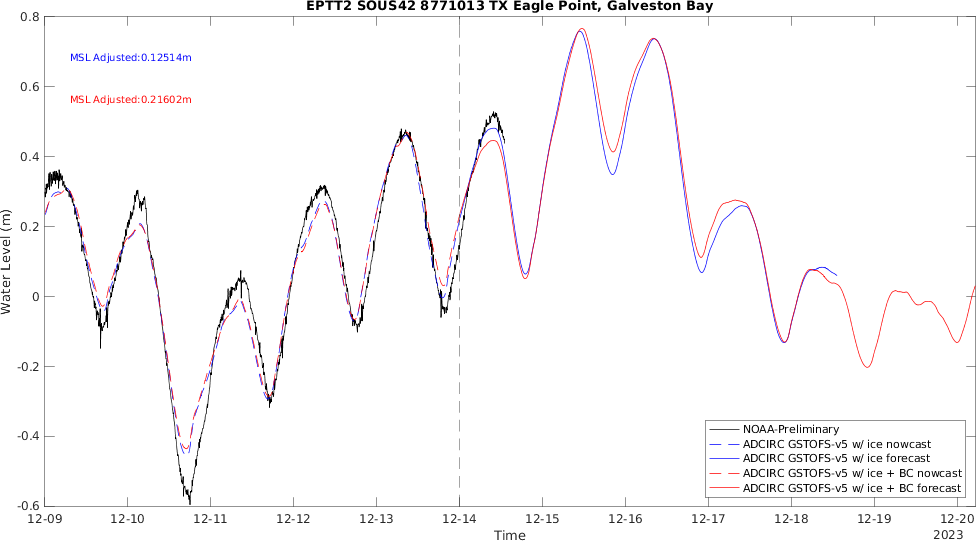 EPTT2 SOUS42 8771013 TX Eagle Point, Galveston Bay
MSL Adjusted:0.12514m
MSL Adjusted:0.21602m
Water Level (m)
0.8
0.6
0.4
0.2
0
-0.2
-0.4
-0.6
NOAA-Preliminary
ADCIRC GSTOFS-v5 w/ ice nowcast
ADCIRC GSTOFS-v5 w/ ice forecast
ADCIRC GSTOFS-v5 w/ ice + BC nowcast
ADCIRC GSTOFS-v5 w/ ice + BC forecast
12-09 12-10 12-11 12-12 12-13 12-14 12-15 12-16 12-17 12-18 12-19 12-20
Time
2023